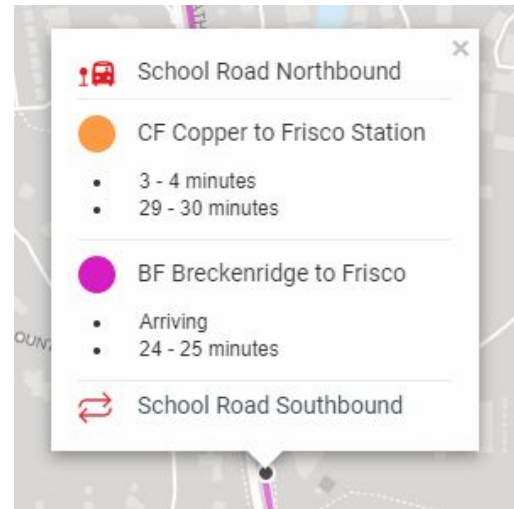 School Road Northbound
CF Copper to Frisco Station
3 - 4 minutes
29 - 30 minutes
BF Breckenridge to Frisco
Arriving
24 - 25 minutes
School Road Southbound